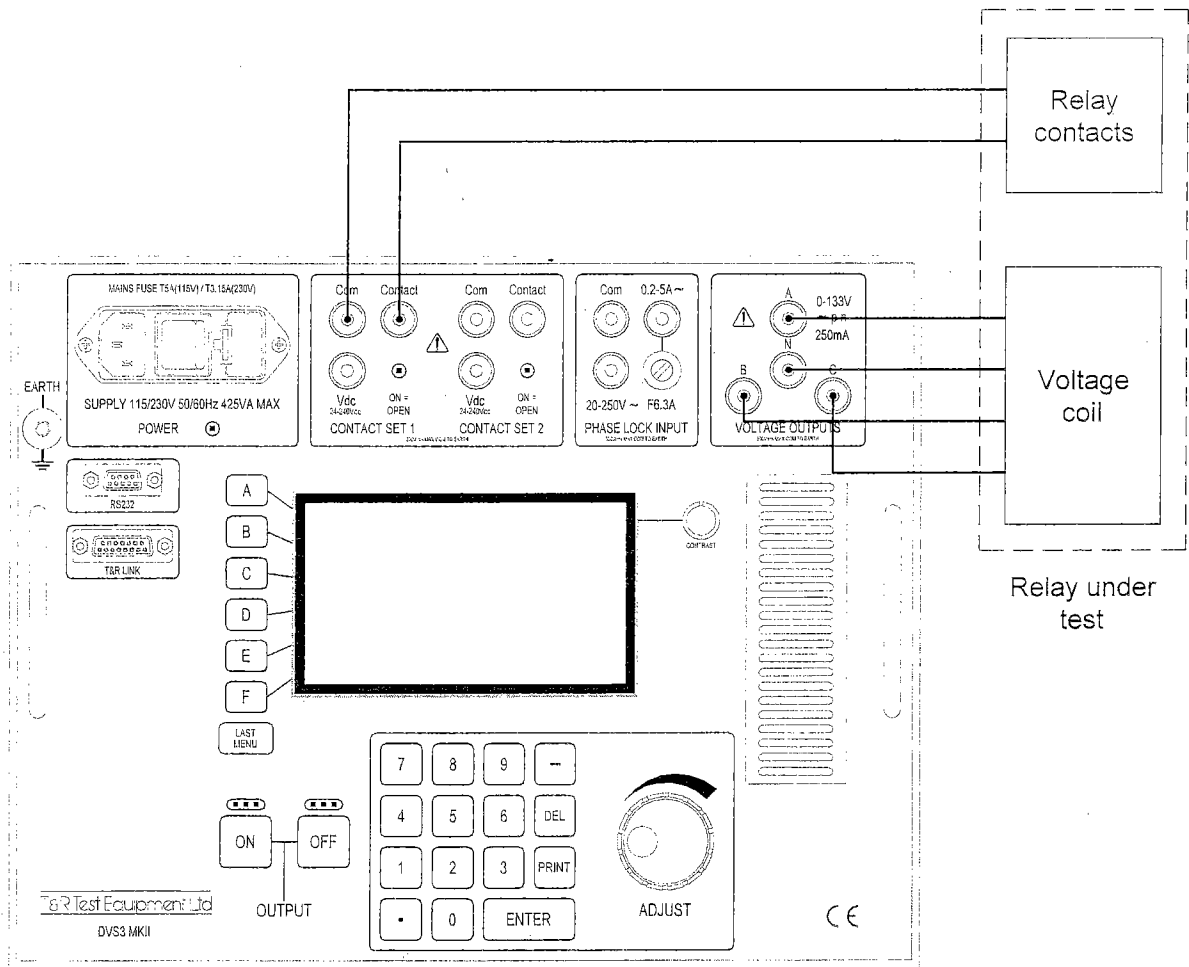 Relay
contacts
MAINS FUSE T5A(115V) / T3.15A(230V)
Com Contact Com Contact
Com 0.2-5A~
A
0-133V
250mA
N
B C
EARTH
SUPPLY 115/230V 50/60Hz 425VA MAX
POWER
Vdc ON = Vdc ON =
24-240Vdc OPEN 24-240Vdc OPEN
CONTACT SET 1 CONTACT SET 2
20-250V ~ F6.3A
PHASE LOCK INPUT
VOLTAGE OUTPUTS
Voltage
coil
RS232
T&R LINK
A
B
C
D
E
F
LAST
MENU
CONTRAST
Relay under
test
7 8 9 —
4 5 6 DEL
1 2 3 PRINT
. 0 ENTER
ADJUST
ON OFF
OUTPUT
T&R Test Equipment Ltd
DVS3 MKII
CE